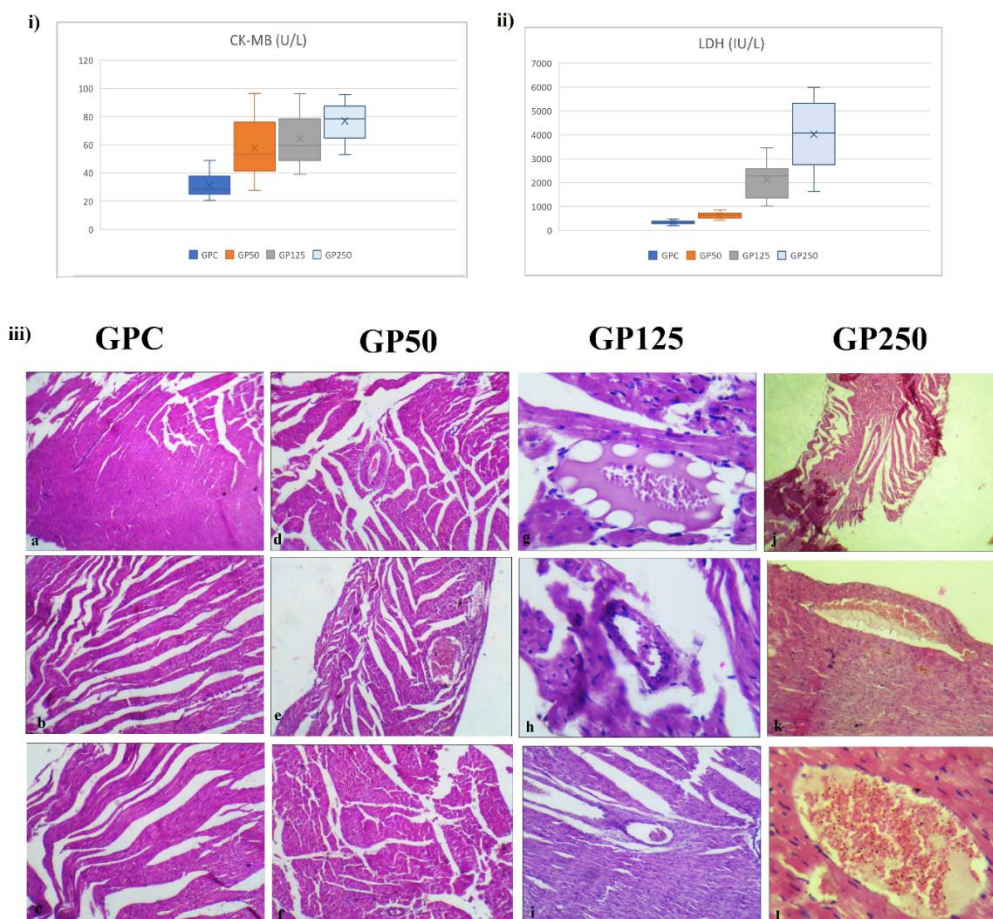 i)
CK-MB (U/L)
120
100
80
60
40
20
0
GPC GP50 GP125 GP250
ii)
LDH (IU/L)
7000
6000
5000
4000
3000
2000
1000
0
GPC GP50 GP125 GP250
iii)
GPC GP50 GP125 GP250
a d g j
b e h k
c f i l